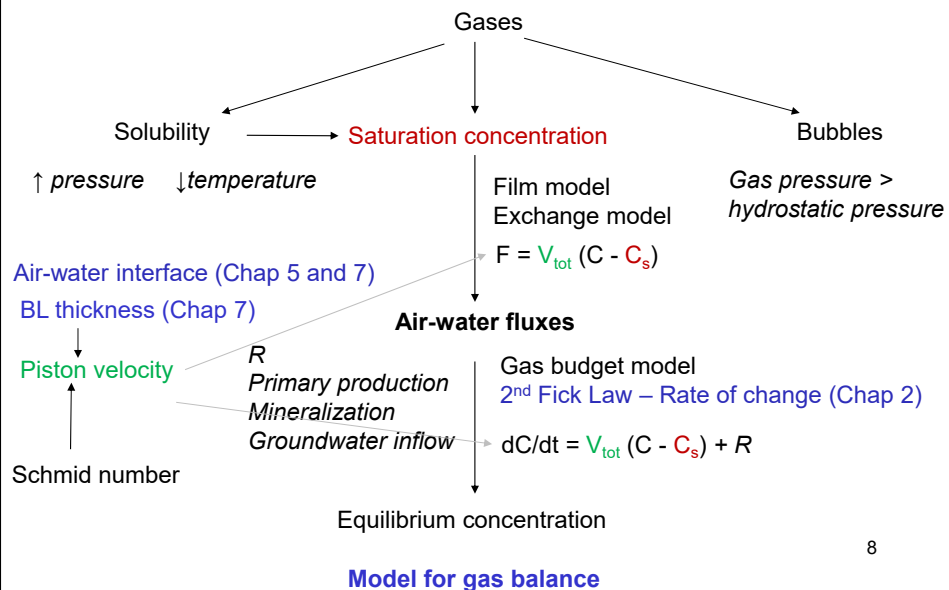 Gases
Solubility
Saturation concentration
Bubbles
↑ pressure ↓temperature
Gas pressure >
hydrostatic pressure
Film model
Exchange model
F = Vtot (C - Cs)
Air-water interface (Chap 5 and 7)
BL thickness (Chap 7)
Air-water fluxes
Piston velocity
R
Primary production
Mineralization
Groundwater inflow
Gas budget model
2nd Fick Law – Rate of change (Chap 2)
dC/dt = Vtot (C - Cs) + R
Schmid number
Equilibrium concentration
8
Model for gas balance